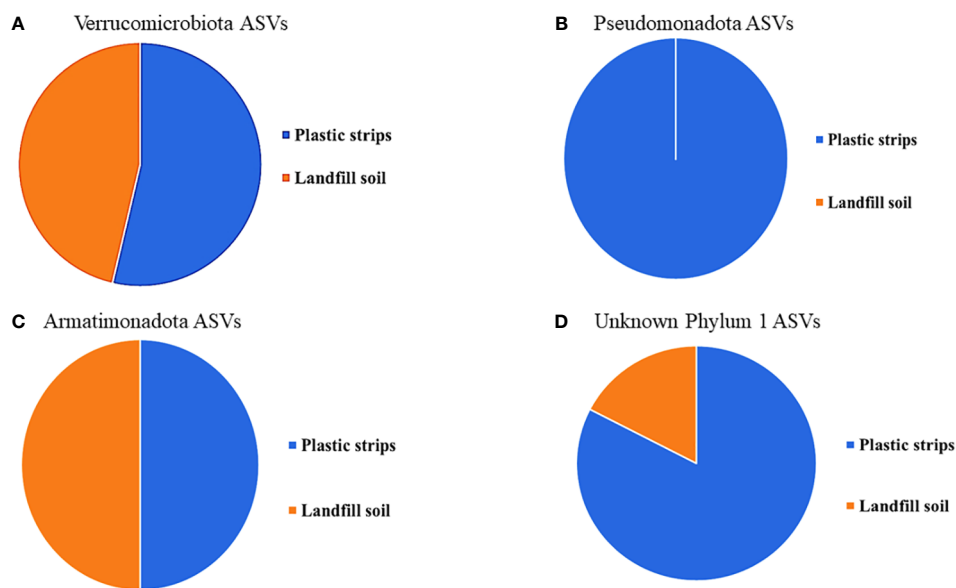 A Verrucomicrobiota ASVs
Plastic strips
Landfill soil
B Pseudomonadota ASVs
Plastic strips
Landfill soil
C Armatimonadota ASVs
Plastic strips
Landfill soil
D Unknown Phylum 1 ASVs
Plastic strips
Landfill soil